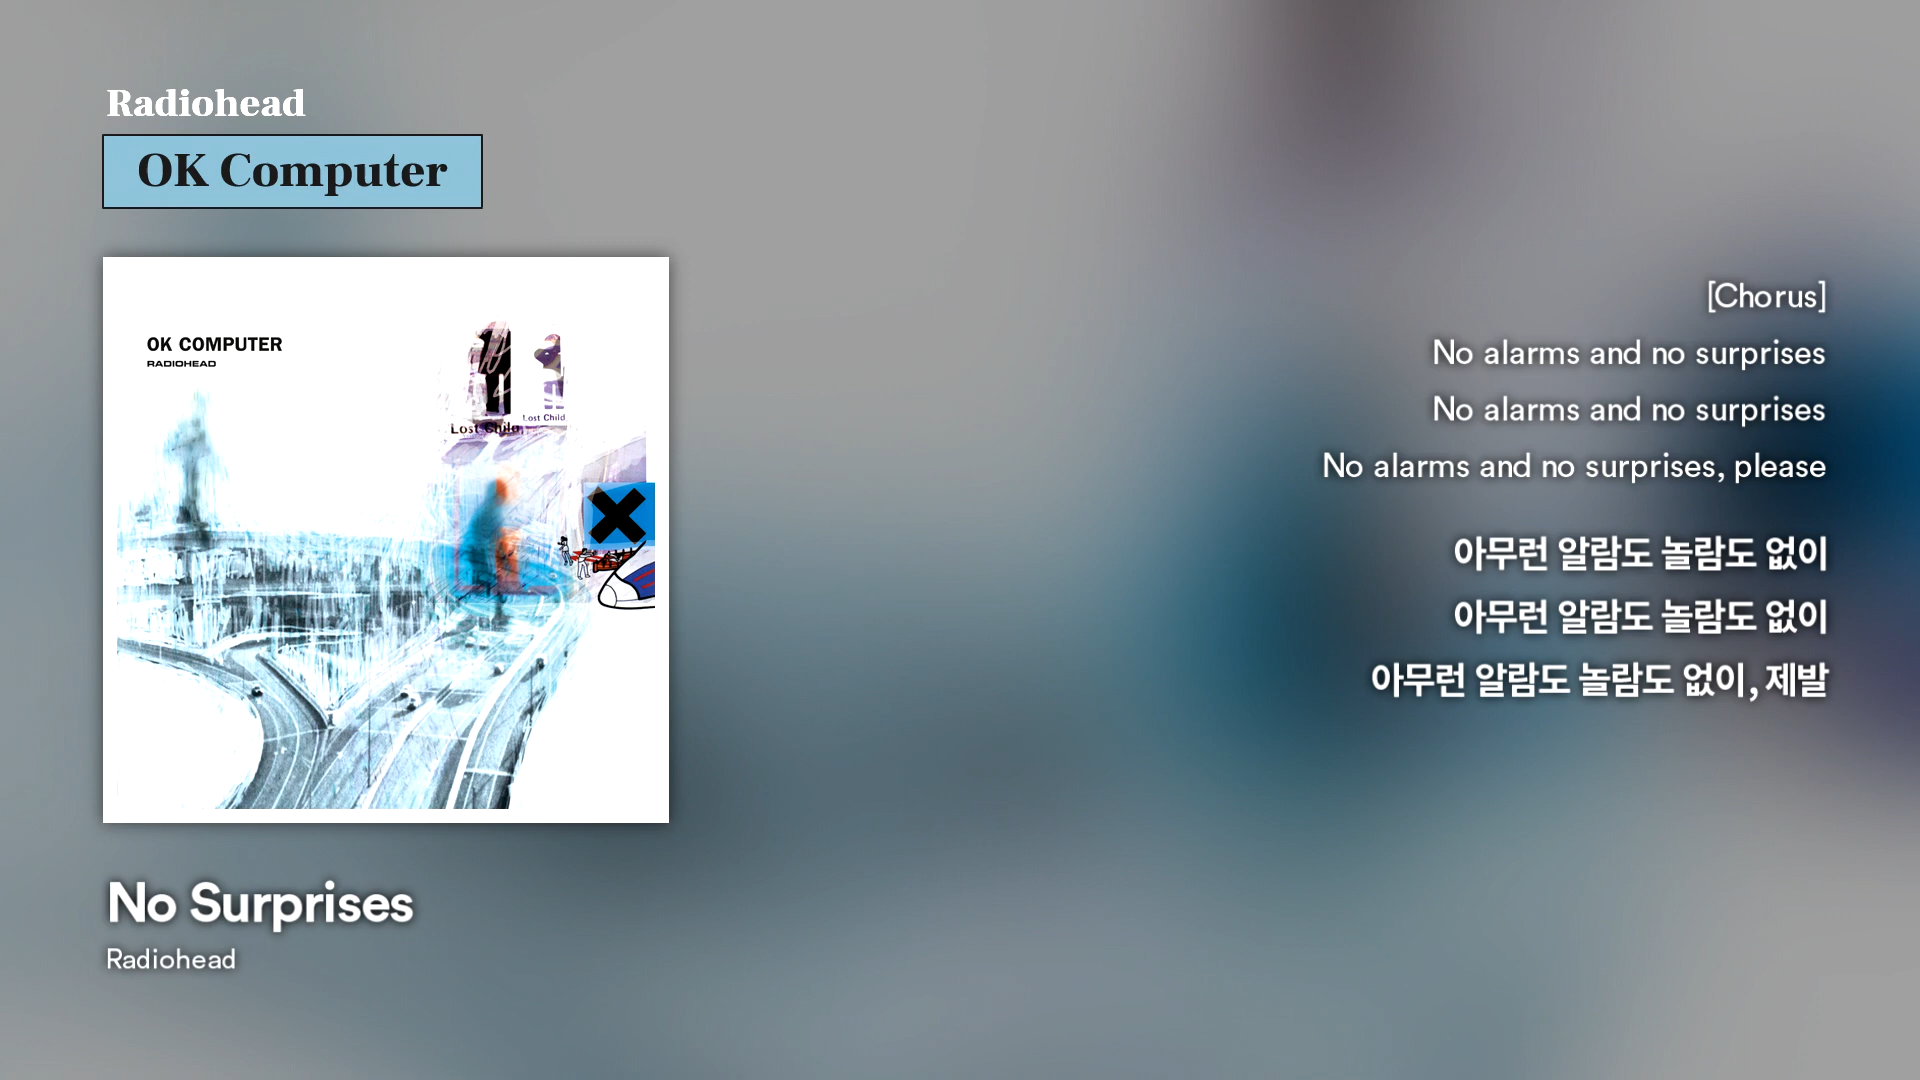 Radiohead
OK Computer
OK COMPUTER
RADIOHEAD
11
1
Lost Child
Lost Child
No Surprises
Radiohead
[Chorus]
No alarms and no surprises
No alarms and no surprises
No alarms and no surprises, please
아무런 알람도 놀람도 없이
아무런 알람도 놀람도 없이
아무런 알람도 놀람도 없이, 제발